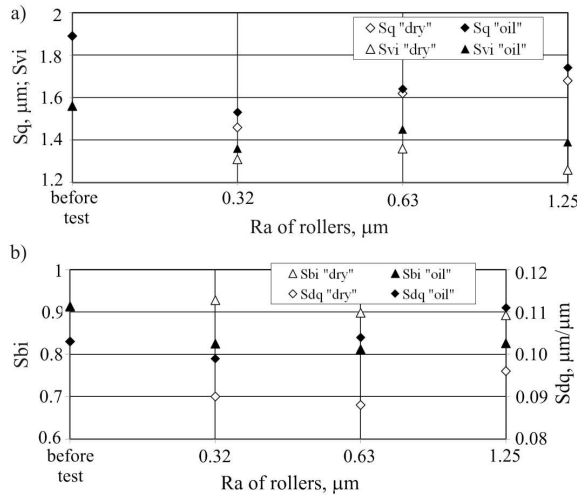 a)
2
1.8
1.6
1.4
1.2
Sq, μm; Svi
Sq "dry" Sq "oil"
Svi "dry" Svi "oil"
before test 0.32 0.63 1.25
Ra of rollers, μm
b)
1
0.9
0.8
0.7
0.6
Sbi
Sbi "dry" Sbi "oil"
Sdq "dry" Sdq "oil"
0.12
0.11
0.10
0.09
0.08
Sdq, μm/μm
before test 0.32 0.63 1.25
Ra of rollers, μm